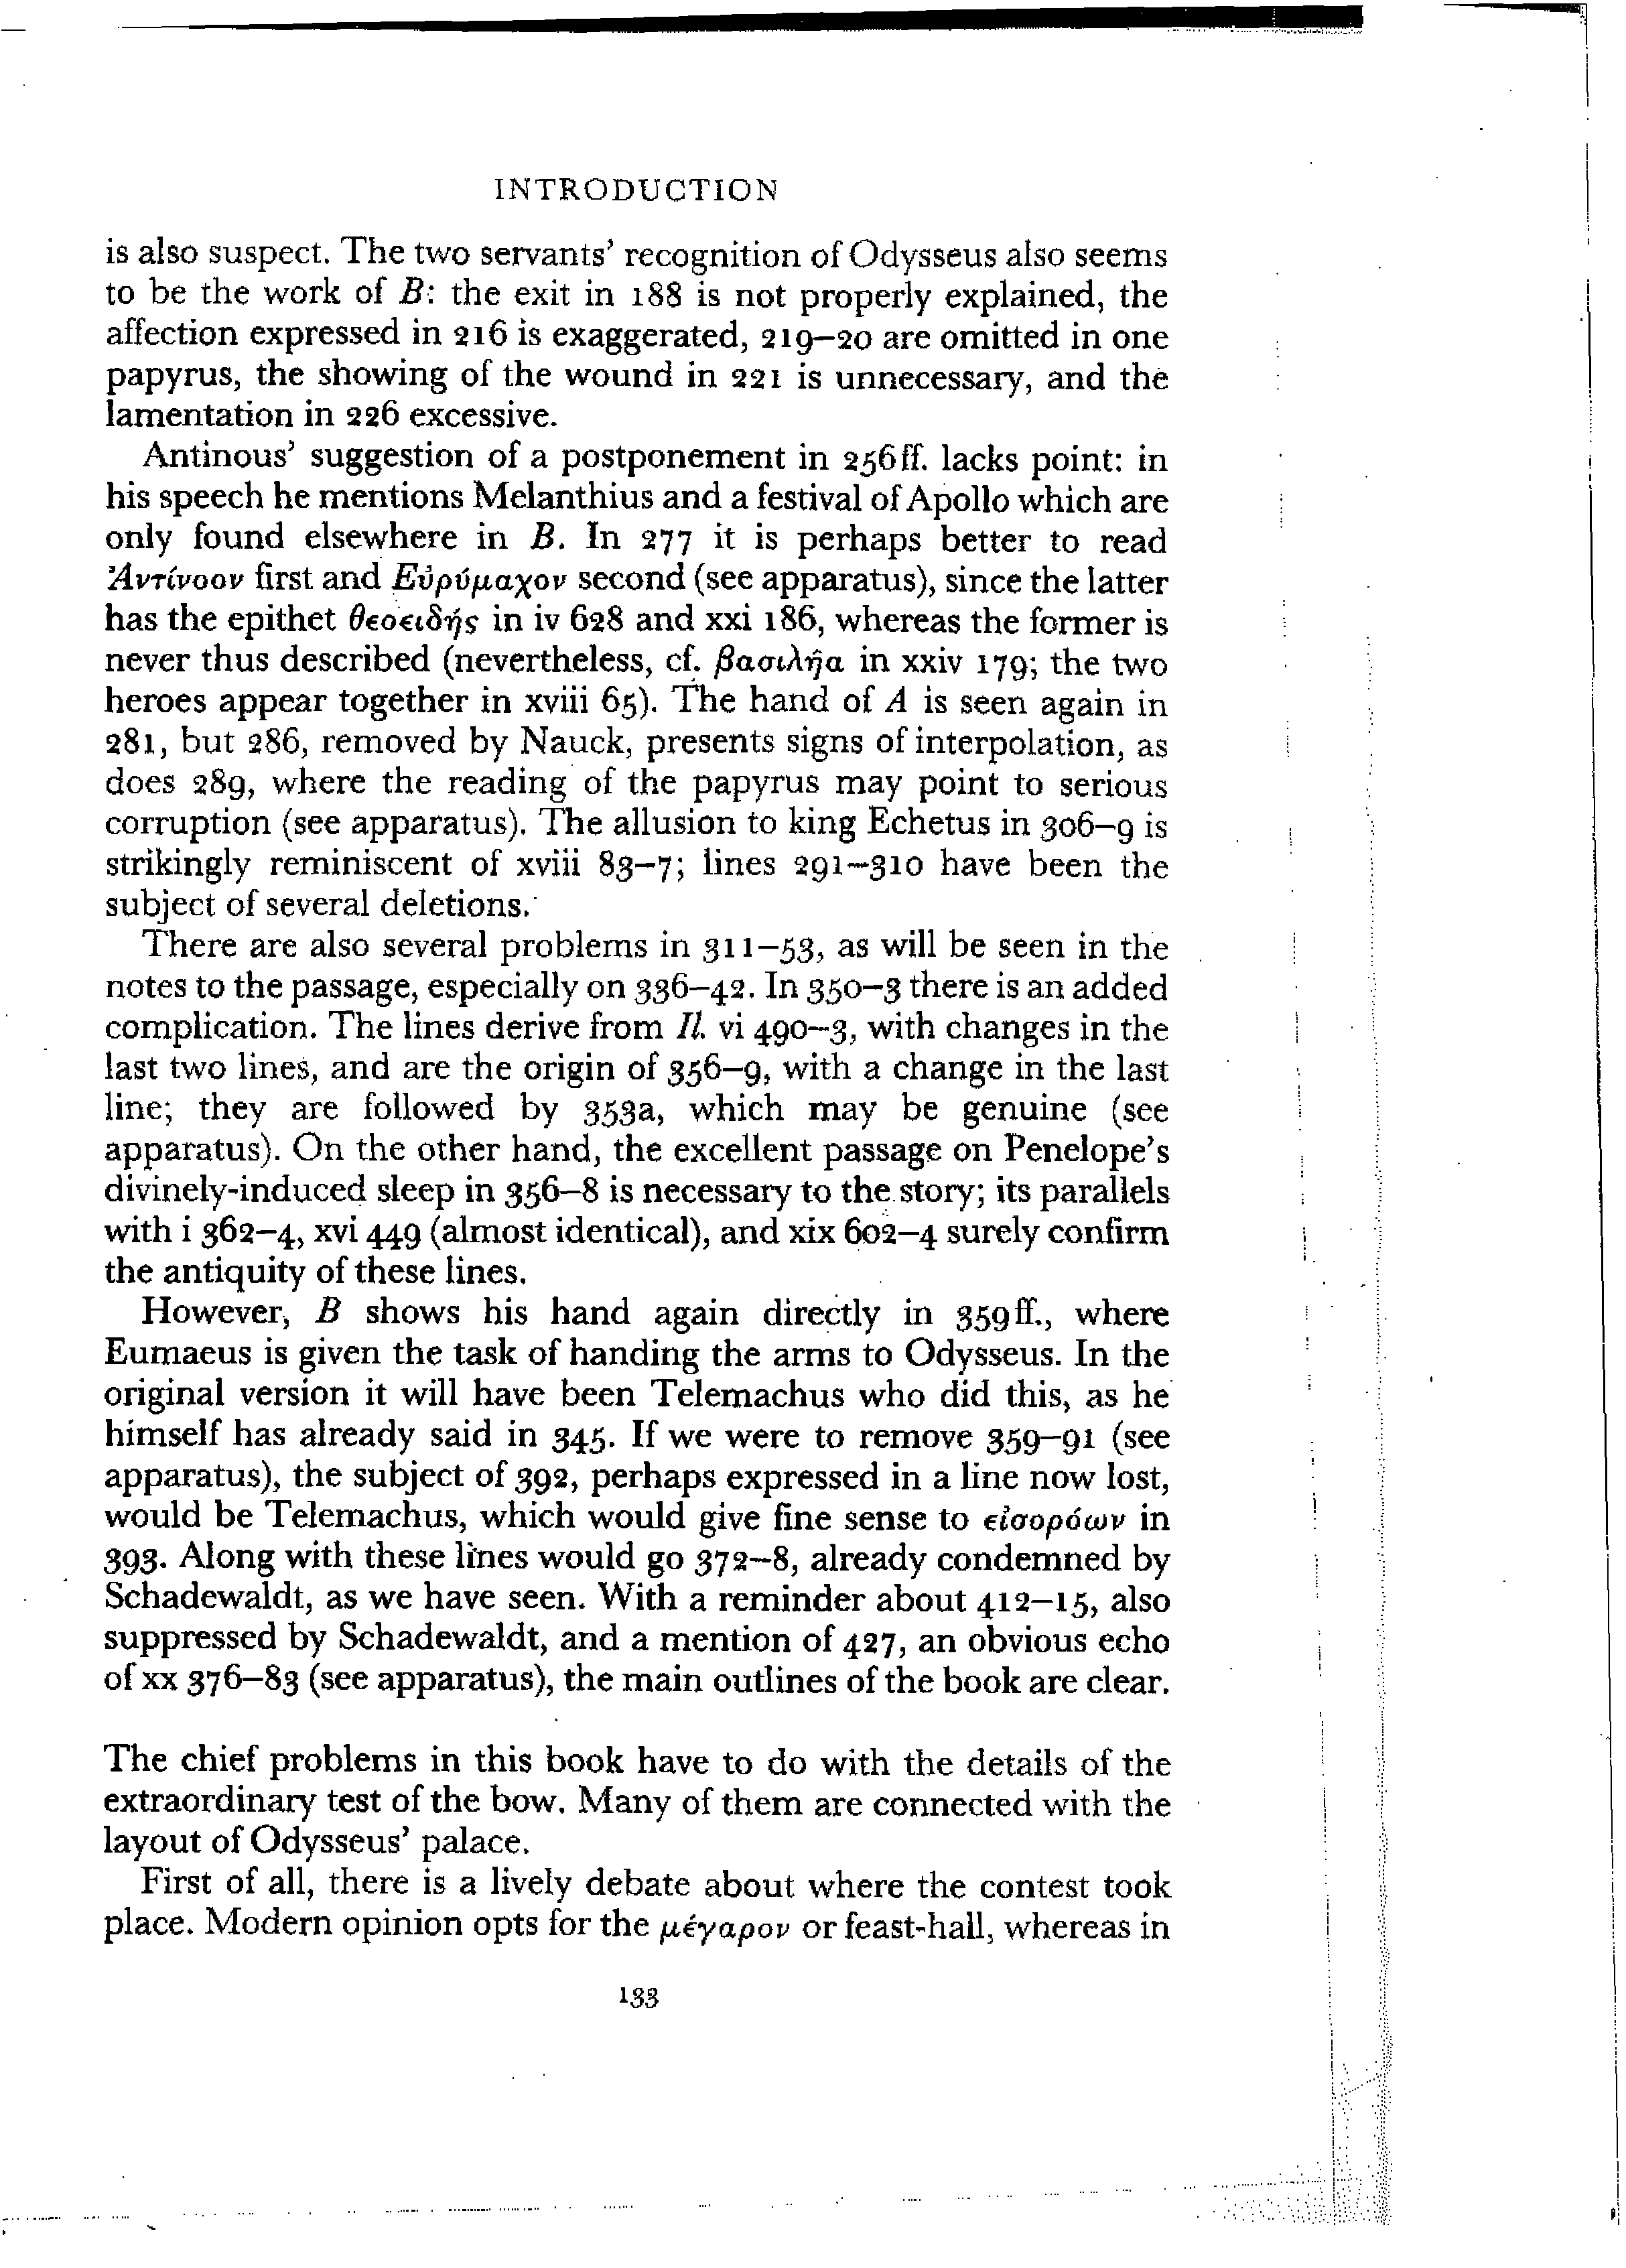 INTRODUCTION
is also suspect. The two servants’ recognition of Odysseus also seems
to be the work of B: the exit in 188 is not properly explained, the
affection expressed in 216 is exaggerated, 219–20 are omitted in one
papyrus, the showing of the wound in 221 is unnecessary, and the
lamentation in 226 excessive.
Antinous’ suggestion of a postponement in 256 ff. lacks point: in
his speech he mentions Melanthius and a festival of Apollo which are
only found elsewhere in B. In 277 it is perhaps better to read
Ἀντίνοον first and Εὐρύμαχον second (see apparatus), since the latter
has the epithet θεοειδής in iv 628 and xxi 186, whereas the former is
never thus described (nevertheless, cf. βασιλῆα in xxiv 179; the two
heroes appear together in xviii 65). The hand of A is seen again in
281, but 286, removed by Nauck, presents signs of interpolation, as
does 289, where the reading of the papyrus may point to serious
corruption (see apparatus). The allusion to king Echetus in 306–9 is
strikingly reminiscent of xviii 83–7; lines 291–310 have been the
subject of several deletions.
There are also several problems in 311–53, as will be seen in the
notes to the passage, especially on 336–42. In 350–3 there is an added
complication. The lines derive from Il. vi 490–3, with changes in the
last two lines, and are the origin of 356–9, with a change in the last
line; they are followed by 353a, which may be genuine (see
apparatus). On the other hand, the excellent passage on Penelope’s
divinely-induced sleep in 356–8 is necessary to the story; its parallels
with i 362–4, xvi 449 (almost identical), and xix 602–4 surely confirm
the antiquity of these lines.
However, B shows his hand again directly in 359 ff., where
Eumaeus is given the task of handing the arms to Odysseus. In the
original version it will have been Telemachus who did this, as he
himself has already said in 345. If we were to remove 359–91 (see
apparatus), the subject of 392, perhaps expressed in a line now lost,
would be Telemachus, which would give fine sense to εἰσορόων in
393. Along with these lines would go 372–8, already condemned by
Schadewaldt, as we have seen. With a reminder about 412–15, also
suppressed by Schadewaldt, and a mention of 427, an obvious echo
of xx 376–83 (see apparatus), the main outlines of the book are clear.
The chief problems in this book have to do with the details of the
extraordinary test of the bow. Many of them are connected with the
layout of Odysseus’ palace.
First of all, there is a lively debate about where the contest took
place. Modern opinion opts for the μέγαρον or feast-hall, whereas in
133